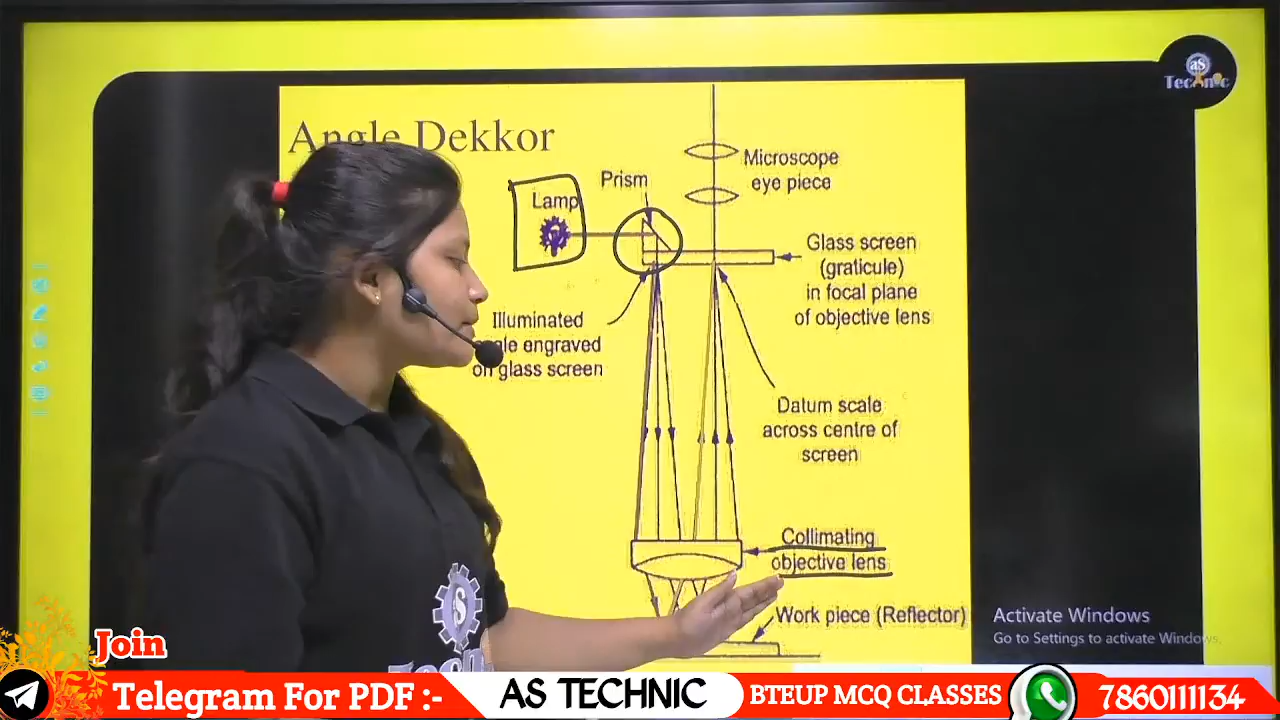 as
Technic
Angle Dekkor
Lamp
Prism
Microscope
eye piece
Glass screen
(graticule)
in focal plane
of objective lens
Illuminated
engraved
on glass screen
Datum scale
across centre of
screen
Collimating
objective lens
Work piece (Reflector)
Activate Windows
Go to Settings to activate Windows.
Join
Telegram For PDF :-
AS TECHNIC
BTEUP MCQ CLASSES
7860111134